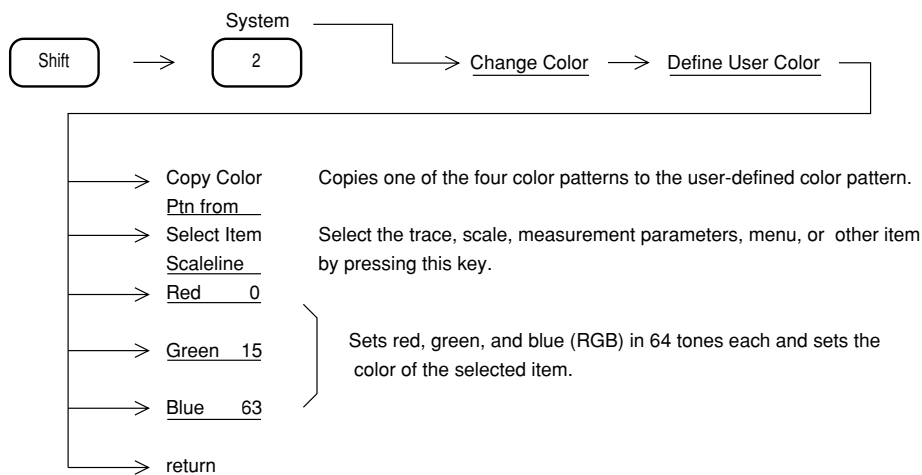 System
Shift
2
Change Color
Define User Color
Copy Color
Ptn from
Copies one of the four color patterns to the user-defined color pattern.
Select Item
Scaleline
Select the trace, scale, measurement parameters, menu, or other item
by pressing this key.
Red 0
Green 15
Blue 63
Sets red, green, and blue (RGB) in 64 tones each and sets the
color of the selected item.
return